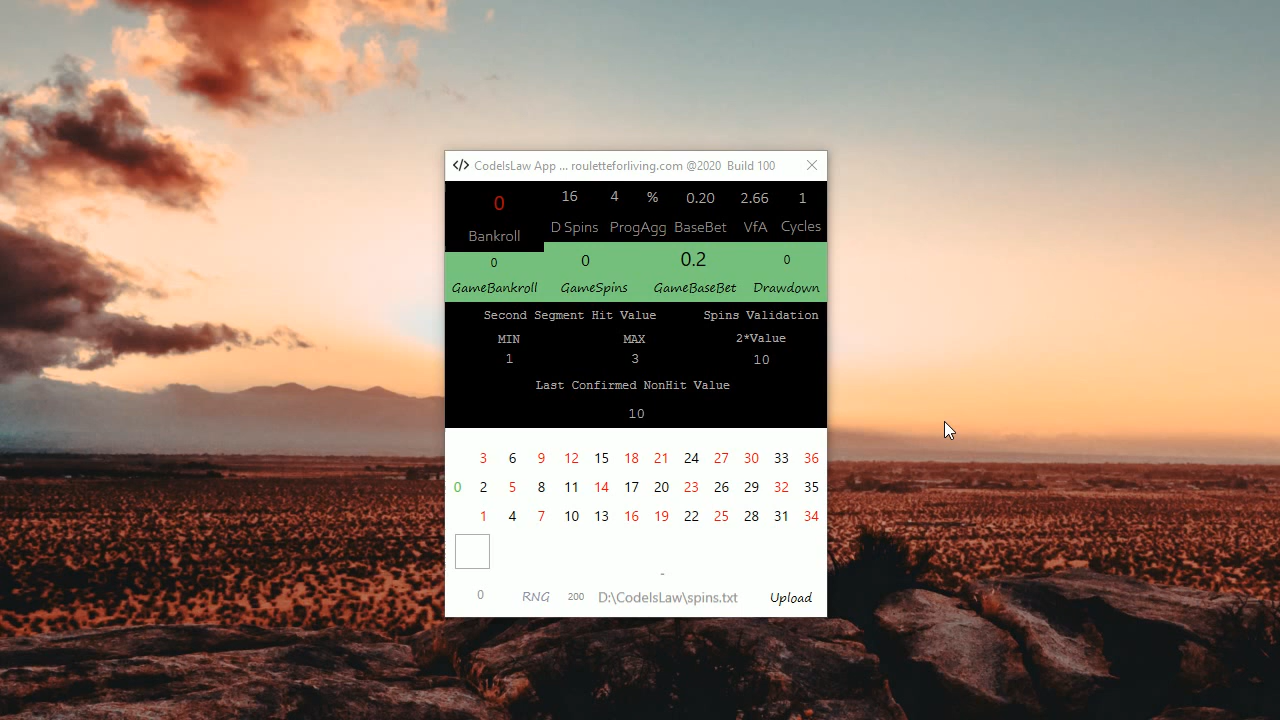 </> CodeIsLaw App ... rouletteforliving.com @2020 Build 100
0 16 4 % 0.20 2.66 1
Bankroll D Spins ProgAgg BaseBet VfA Cycles
0 0 0.2 0
GameBankroll GameSpins GameBaseBet Drawdown
Second Segment Hit Value Spins Validation
MIN MAX 2*Value
1 3 10
Last Confirmed NonHit Value
10
3 6 9 12 15 18 21 24 27 30 33 36
0 2 5 8 11 14 17 20 23 26 29 32 35
1 4 7 10 13 16 19 22 25 28 31 34
-
0 RNG 200 D:\CodeIsLaw\spins.txt Upload